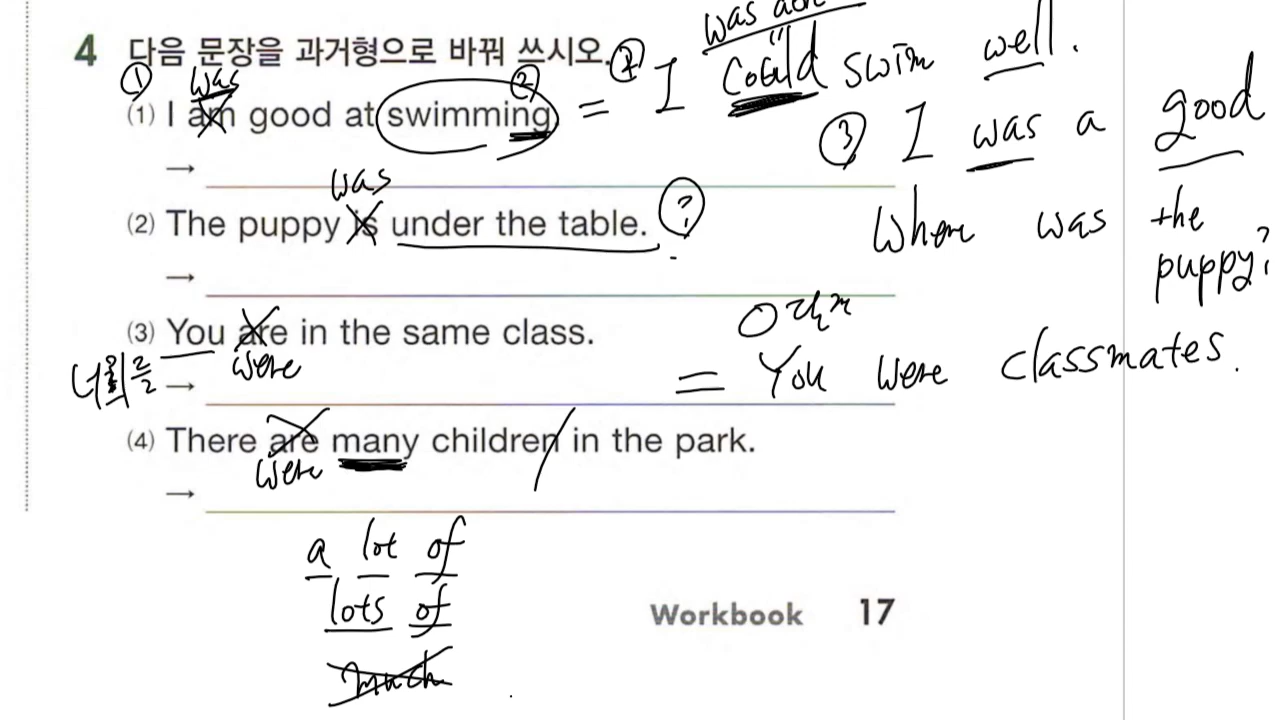 was
4 다음 문장을 과거형으로 바꿔 쓰시오.
② I could swim well.
① was ②
(1) I am good at swimming =
③ I was a good
→
was
(2) The puppy is under the table. ?
Where was the puppy?
→
(3) You are in the same class.
were
너희들
→
= You were classmates.
(4) There are many children / in the park.
were
→
a lot of
lots of
much
Workbook 17